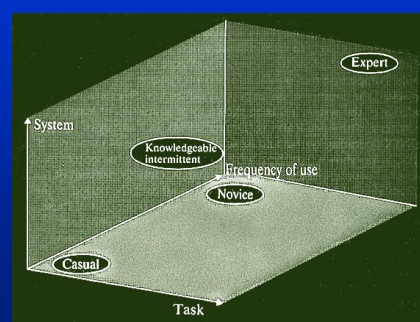 Expert
System
Knowledgeable
intermittent
Frequency of use
Novice
Casual
Task